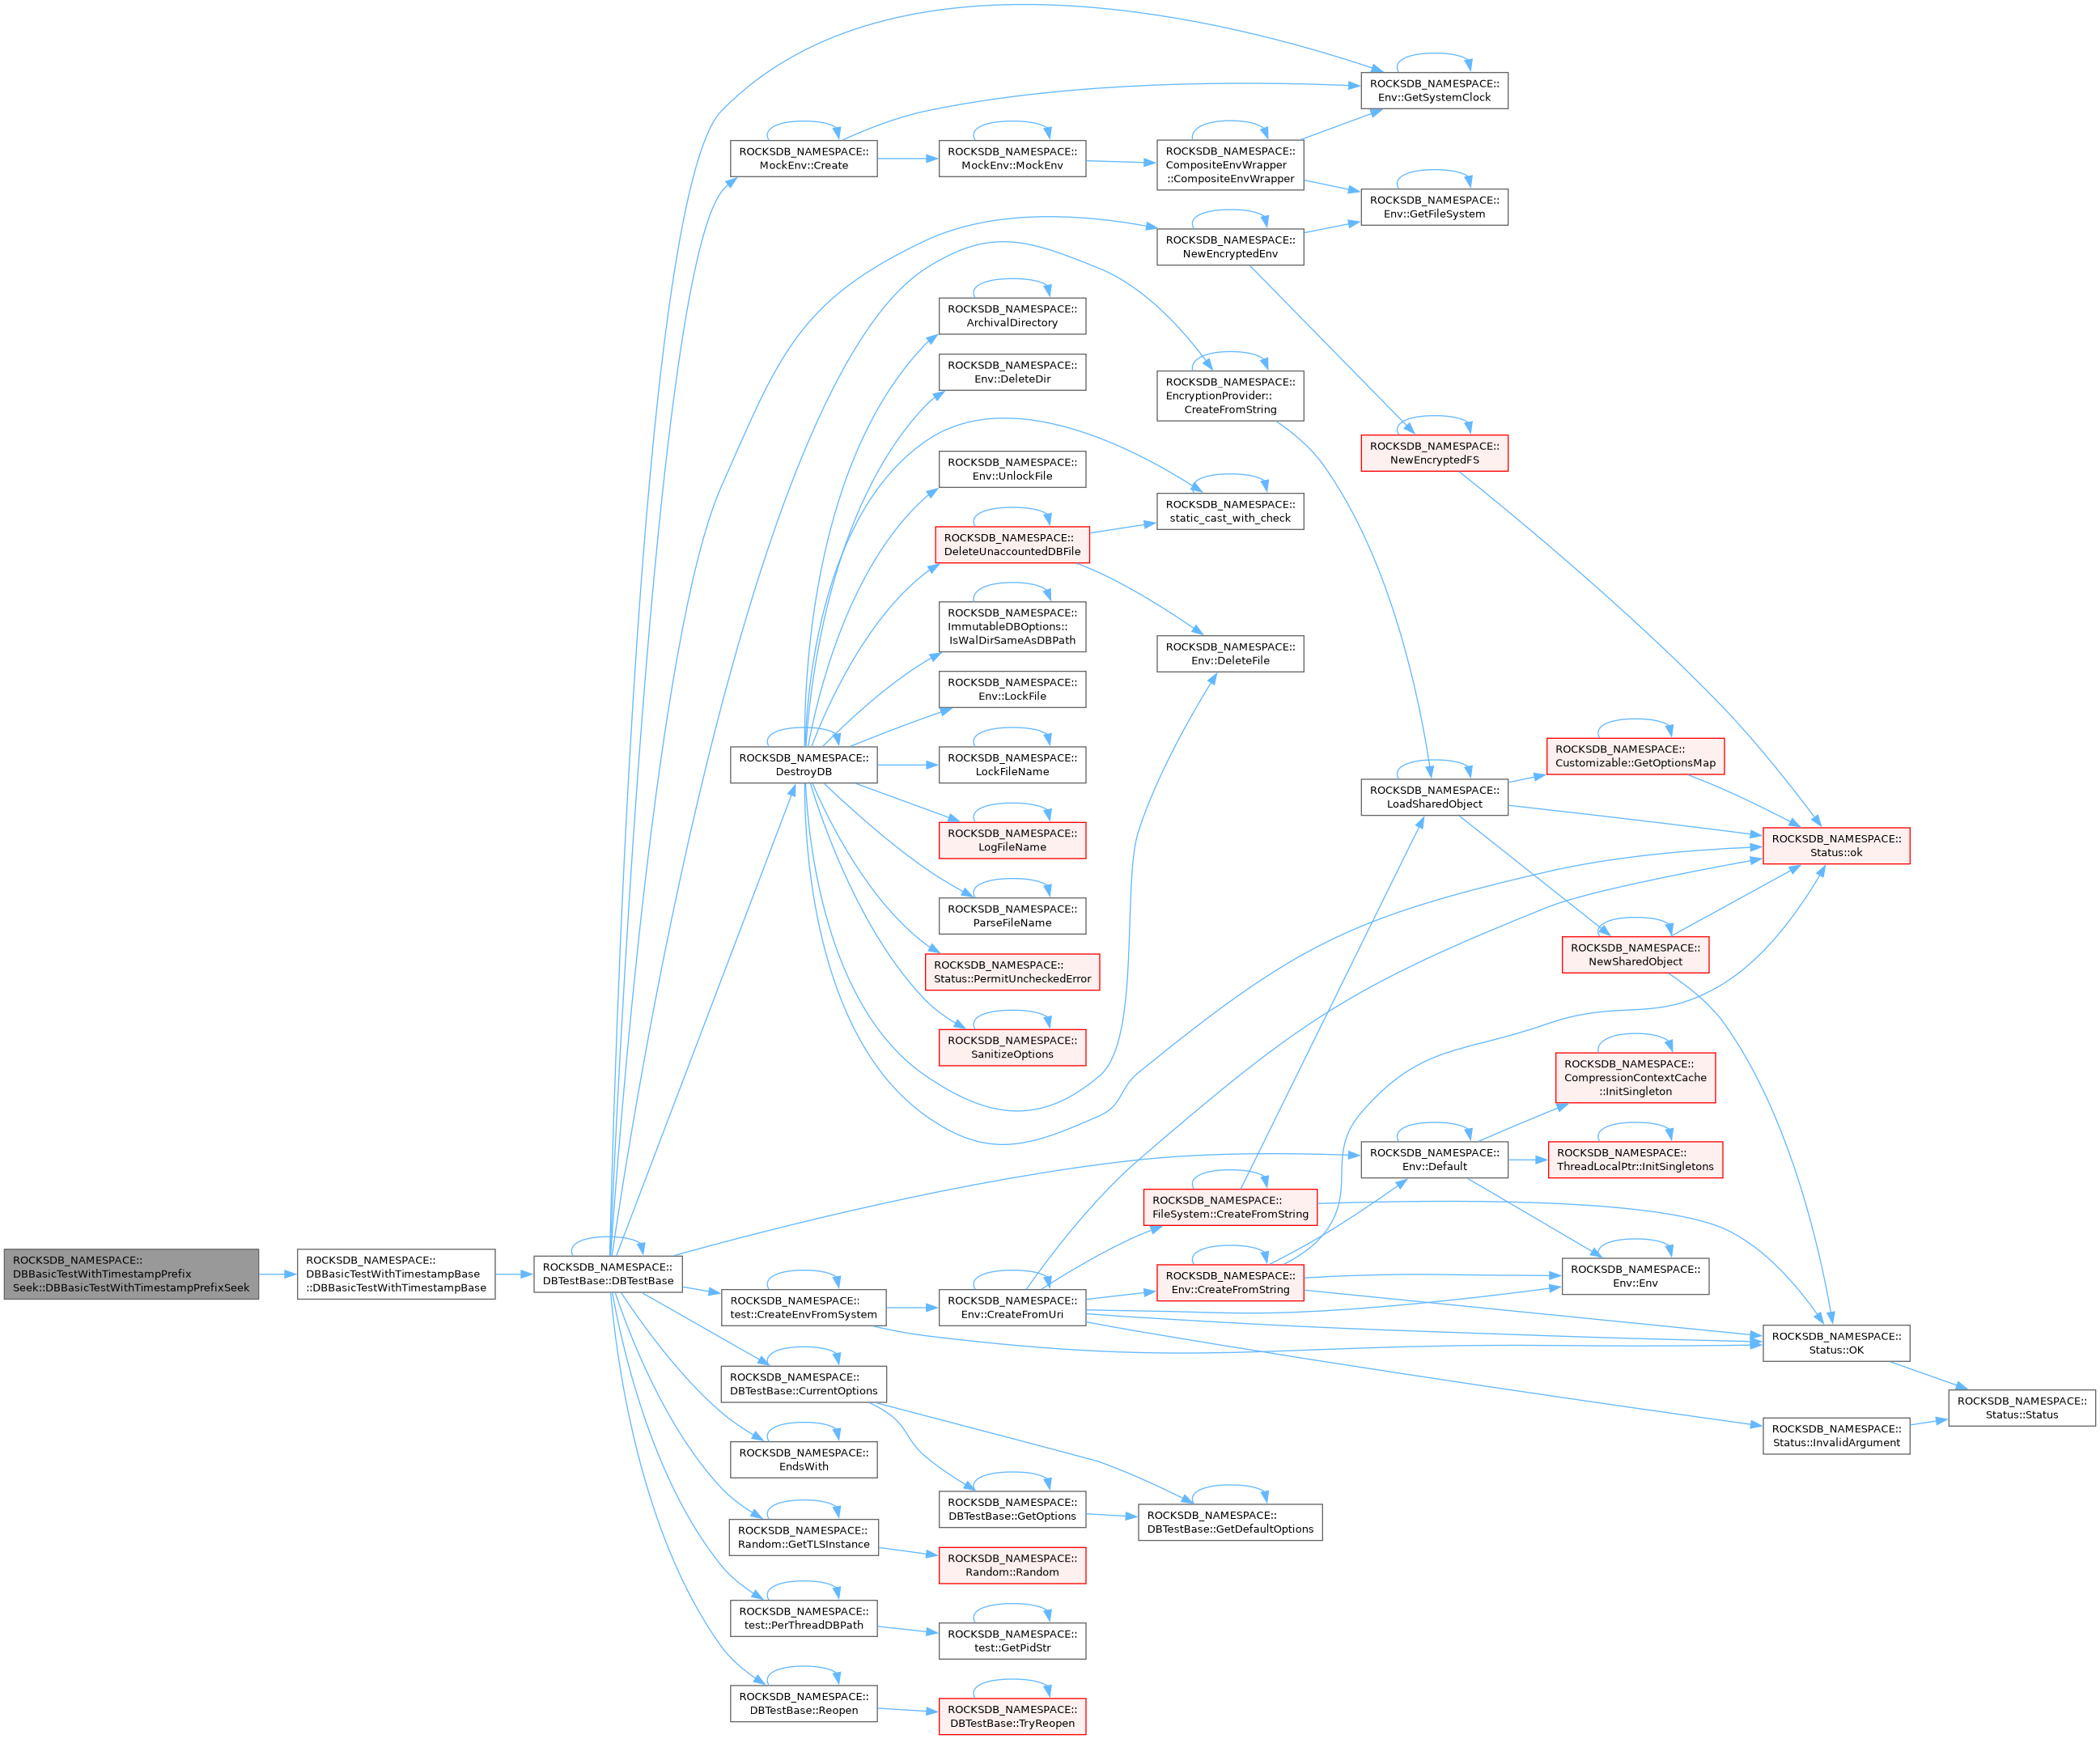 ROCKSDB_NAMESPACE::
DBBasicTestWithTimestampPrefix
Seek::DBBasicTestWithTimestampPrefixSeek
ROCKSDB_NAMESPACE::
DBBasicTestWithTimestampBase
::DBBasicTestWithTimestampBase
ROCKSDB_NAMESPACE::
DBTestBase::DBTestBase
ROCKSDB_NAMESPACE::
MockEnv::Create
ROCKSDB_NAMESPACE::
DestroyDB
ROCKSDB_NAMESPACE::
test::CreateEnvFromSystem
ROCKSDB_NAMESPACE::
DBTestBase::CurrentOptions
ROCKSDB_NAMESPACE::
EndsWith
ROCKSDB_NAMESPACE::
Random::GetTLSInstance
ROCKSDB_NAMESPACE::
test::PerThreadDBPath
ROCKSDB_NAMESPACE::
DBTestBase::Reopen
ROCKSDB_NAMESPACE::
MockEnv::MockEnv
ROCKSDB_NAMESPACE::
ArchivalDirectory
ROCKSDB_NAMESPACE::
Env::DeleteDir
ROCKSDB_NAMESPACE::
Env::UnlockFile
ROCKSDB_NAMESPACE::
DeleteUnaccountedDBFile
ROCKSDB_NAMESPACE::
ImmutableDBOptions::
IsWalDirSameAsDBPath
ROCKSDB_NAMESPACE::
Env::LockFile
ROCKSDB_NAMESPACE::
LockFileName
ROCKSDB_NAMESPACE::
LogFileName
ROCKSDB_NAMESPACE::
ParseFileName
ROCKSDB_NAMESPACE::
Status::PermitUncheckedError
ROCKSDB_NAMESPACE::
SanitizeOptions
ROCKSDB_NAMESPACE::
Env::CreateFromUri
ROCKSDB_NAMESPACE::
DBTestBase::GetOptions
ROCKSDB_NAMESPACE::
Random::Random
ROCKSDB_NAMESPACE::
test::GetPidStr
ROCKSDB_NAMESPACE::
DBTestBase::TryReopen
ROCKSDB_NAMESPACE::
CompositeEnvWrapper
::CompositeEnvWrapper
ROCKSDB_NAMESPACE::
NewEncryptedEnv
ROCKSDB_NAMESPACE::
EncryptionProvider::
CreateFromString
ROCKSDB_NAMESPACE::
static_cast_with_check
ROCKSDB_NAMESPACE::
Env::DeleteFile
ROCKSDB_NAMESPACE::
FileSystem::CreateFromString
ROCKSDB_NAMESPACE::
Env::CreateFromString
ROCKSDB_NAMESPACE::
DBTestBase::GetDefaultOptions
ROCKSDB_NAMESPACE::
Env::GetSystemClock
ROCKSDB_NAMESPACE::
Env::GetFileSystem
ROCKSDB_NAMESPACE::
NewEncryptedFS
ROCKSDB_NAMESPACE::
LoadSharedObject
ROCKSDB_NAMESPACE::
Env::Default
ROCKSDB_NAMESPACE::
Customizable::GetOptionsMap
ROCKSDB_NAMESPACE::
NewSharedObject
ROCKSDB_NAMESPACE::
CompressionContextCache
::InitSingleton
ROCKSDB_NAMESPACE::
ThreadLocalPtr::InitSingletons
ROCKSDB_NAMESPACE::
Env::Env
ROCKSDB_NAMESPACE::
Status::ok
ROCKSDB_NAMESPACE::
Status::OK
ROCKSDB_NAMESPACE::
Status::InvalidArgument
ROCKSDB_NAMESPACE::
Status::Status